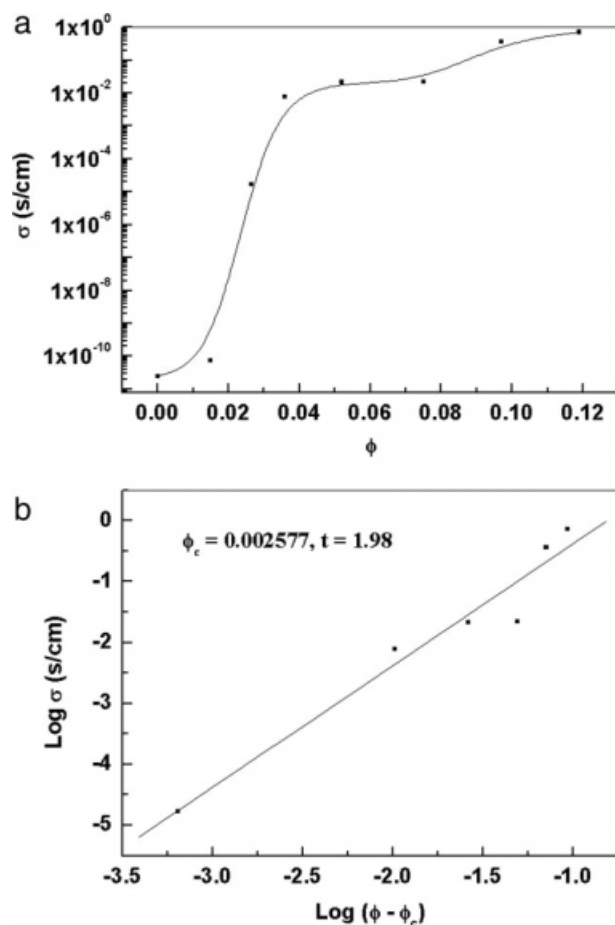 a
1x10⁰
1x10⁻²
1x10⁻⁴
1x10⁻⁶
1x10⁻⁸
1x10⁻¹⁰
σ (s/cm)
0.00 0.02 0.04 0.06 0.08 0.10 0.12
ϕ
b
ϕc = 0.002577, t = 1.98
0
-1
-2
-3
-4
-5
Log σ (s/cm)
-3.5 -3.0 -2.5 -2.0 -1.5 -1.0
Log (ϕ - ϕc)